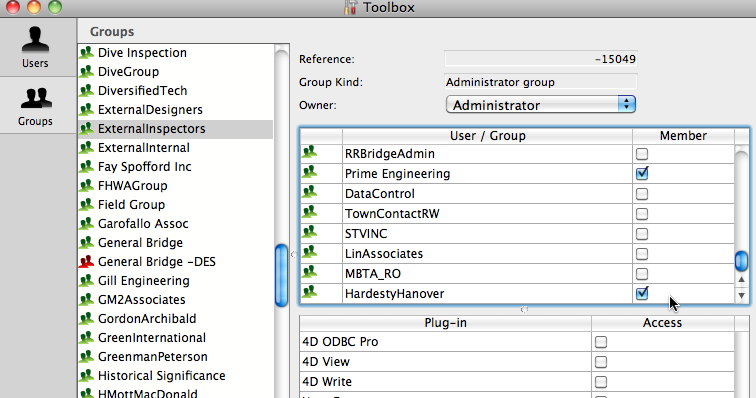 Toolbox
Users
Groups
Groups
Dive Inspection
DiveGroup
DiversifiedTech
ExternalDesigners
ExternalInspectors
ExternalInternal
Fay Spofford Inc
FHWAGroup
Field Group
Garofallo Assoc
General Bridge
General Bridge -DES
Gill Engineering
GM2Associates
GordonArchibald
GreenInternational
GreenmanPeterson
Historical Significance
HMottMacDonald
Reference: -15049
Group Kind: Administrator group
Owner: Administrator
User / Group Member
RRBridgeAdmin
Prime Engineering
DataControl
TownContactRW
STVINC
LinAssociates
MBTA_RO
HardestyHanover
Plug-in Access
4D ODBC Pro
4D View
4D Write